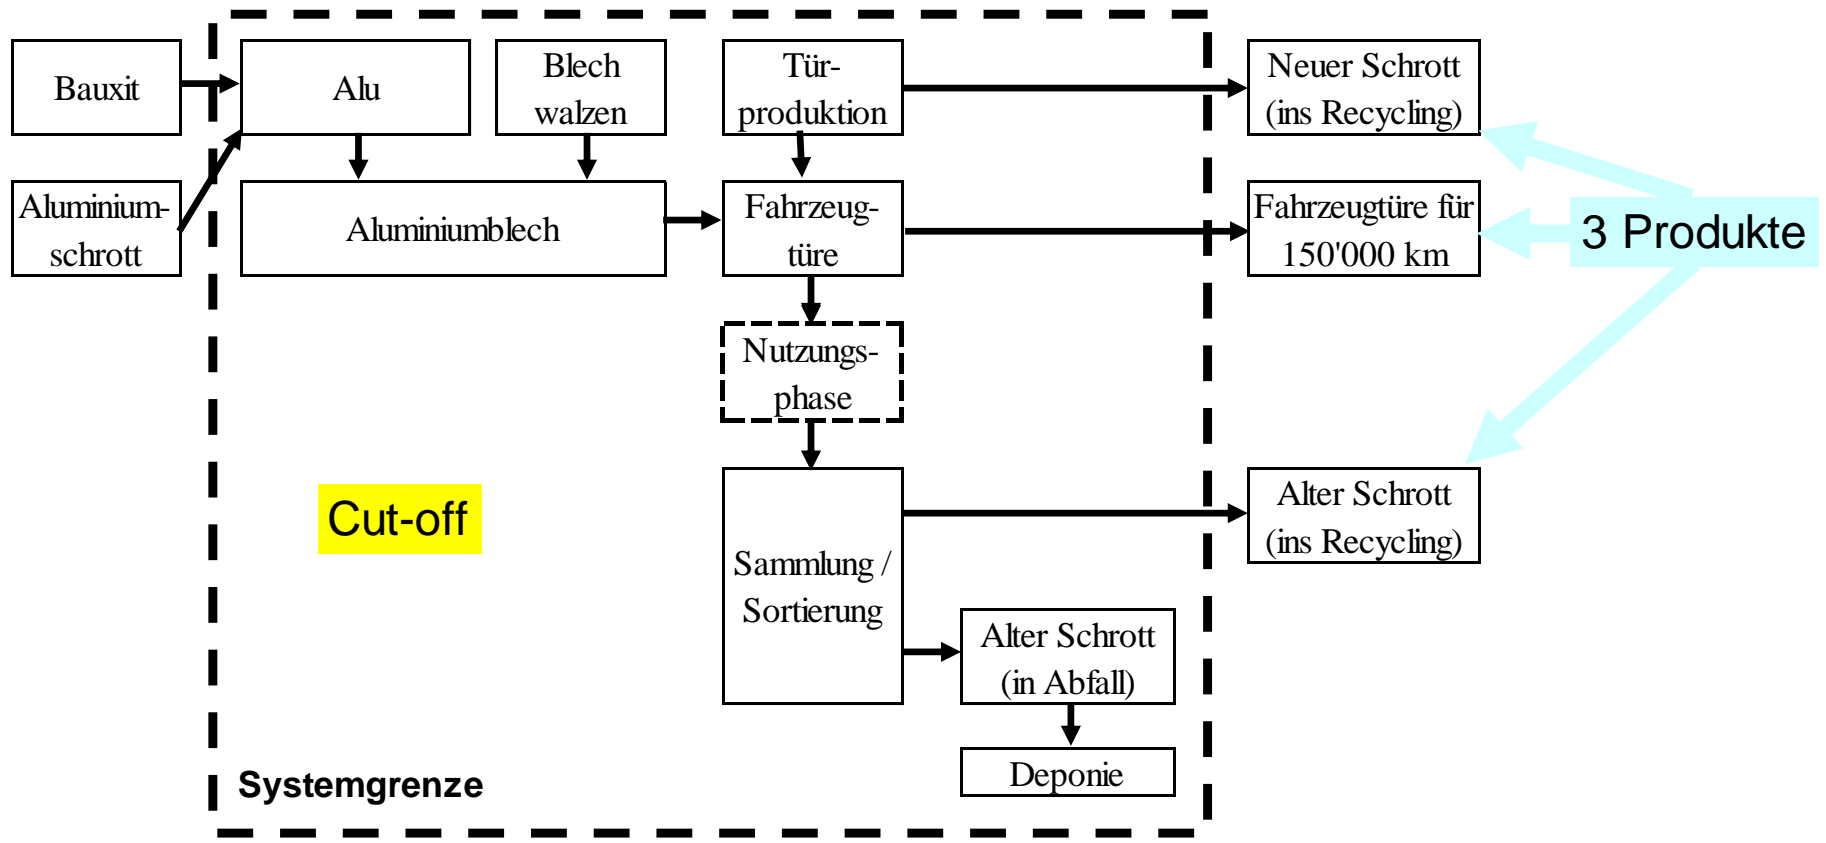 Bauxit
Alu
Blech
walzen
Tür-
produktion
Neuer Schrott
(ins Recycling)
Aluminium-
schrott
Aluminiumblech
Fahrzeug-
türe
Fahrzeugtüre für
150'000 km
3 Produkte
Nutzungs-
phase
Cut-off
Sammlung /
Sortierung
Alter Schrott
(ins Recycling)
Alter Schrott
(in Abfall)
Deponie
Systemgrenze